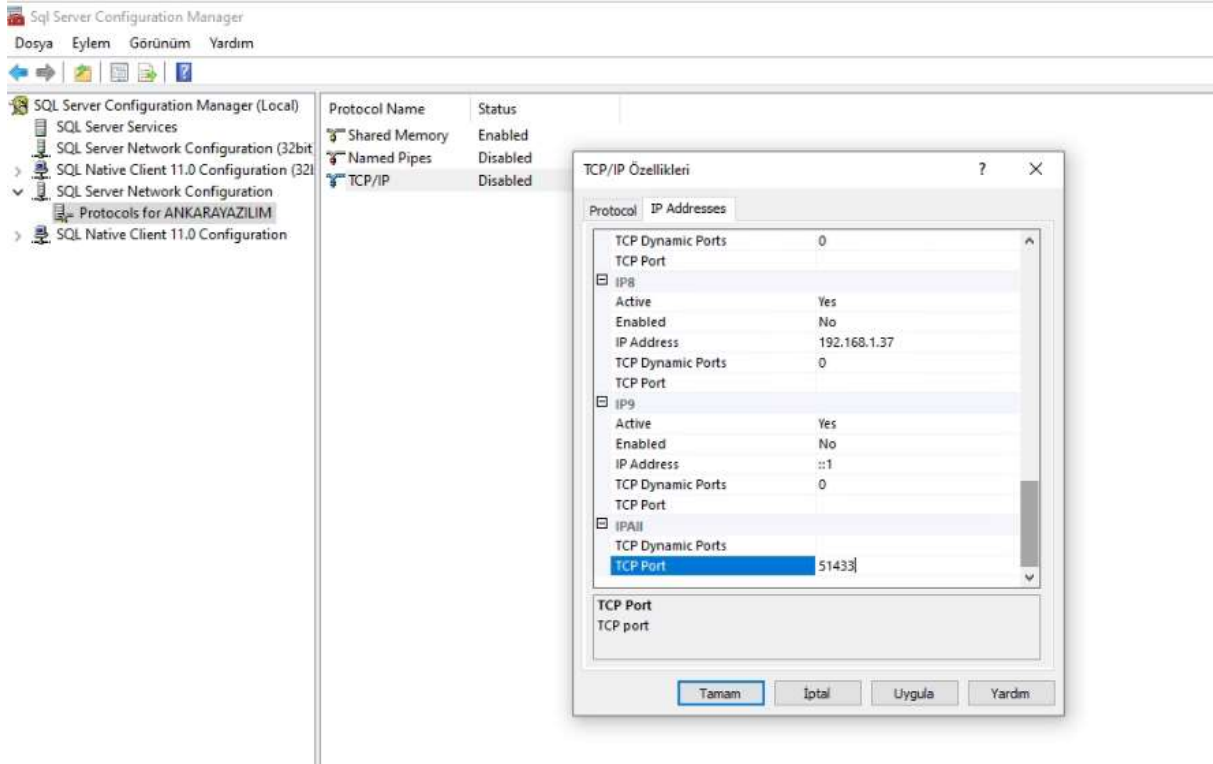 Sql Server Configuration Manager
Dosya Eylem Görünüm Yardım
SQL Server Configuration Manager (Local)
SQL Server Services
SQL Server Network Configuration (32bit
SQL Native Client 11.0 Configuration (32b
SQL Server Network Configuration
Protocols for ANKARAYAZILIM
SQL Native Client 11.0 Configuration
Protocol Name Status
Shared Memory Enabled
Named Pipes Disabled
TCP/IP Disabled
TCP/IP Özellikleri ? ×
Protocol IP Addresses
TCP Dynamic Ports 0
TCP Port
IP8
Active Yes
Enabled No
IP Address 192.168.1.37
TCP Dynamic Ports 0
TCP Port
IP9
Active Yes
Enabled No
IP Address ::1
TCP Dynamic Ports 0
TCP Port
IPAll
TCP Dynamic Ports
TCP Port 51433
TCP Port
TCP port
Tamam İptal Uygula Yardım